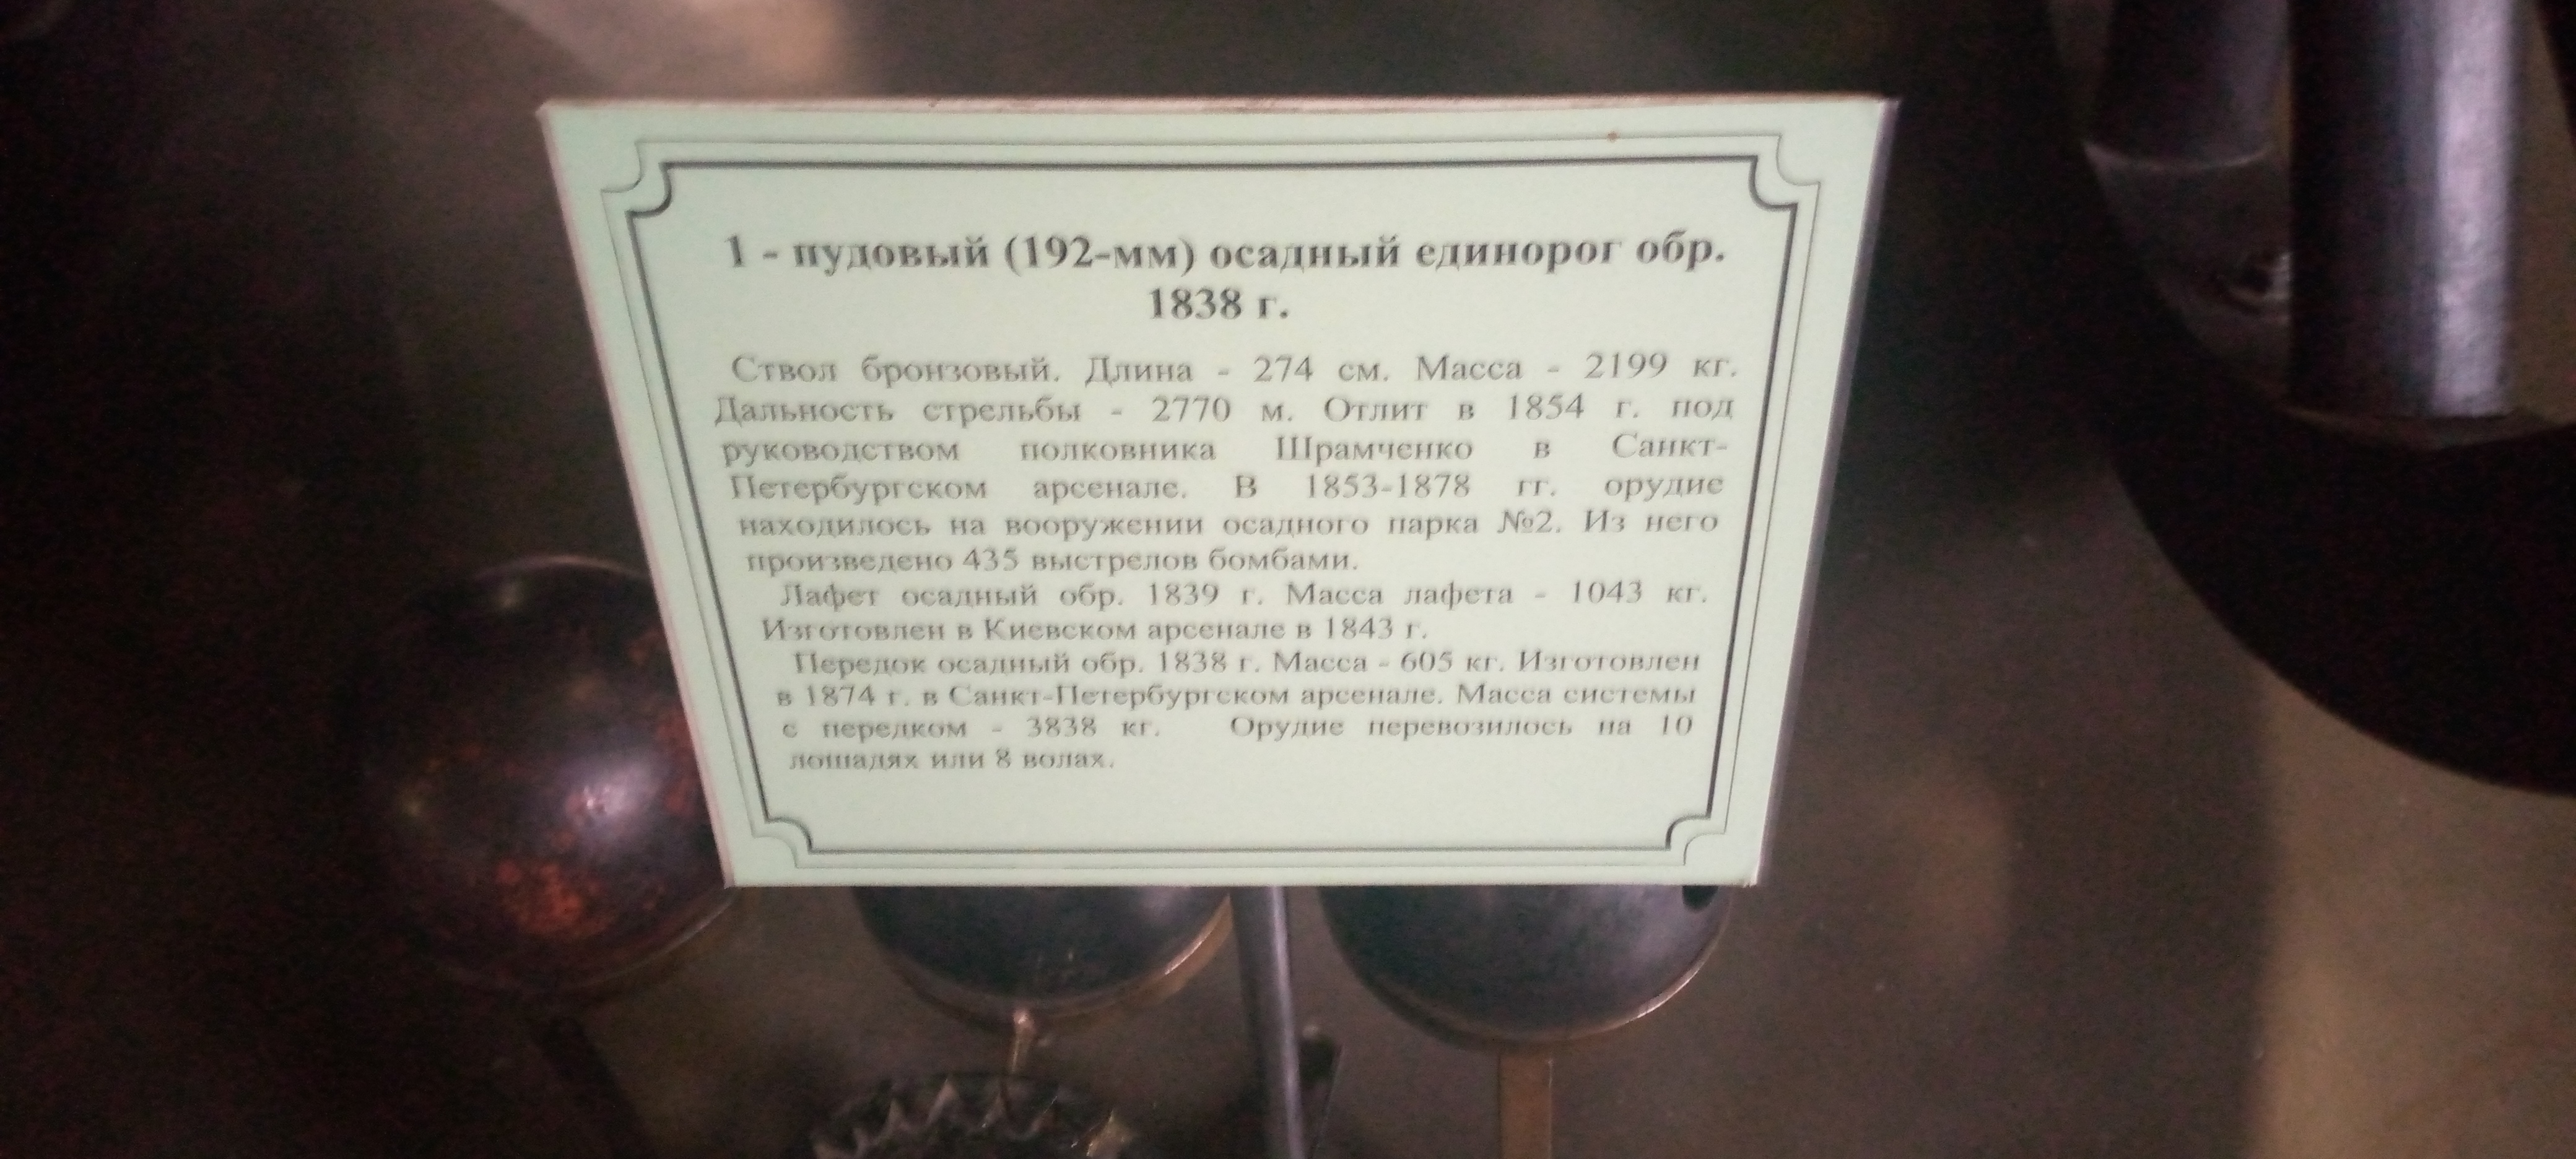 1 - пудовый (192-мм) осадный единорог обр.
1838 г.
Ствол бронзовый. Длина - 274 см. Масса - 2199 кг.
Дальность стрельбы - 2770 м. Отлит в 1854 г. под
руководством полковника Шрамченко в Санкт-
Петербургском арсенале. В 1853-1878 гг. орудие
находилось на вооружении осадного парка №2. Из него
произведено 435 выстрелов бомбами.
Лафет осадный обр. 1839 г. Масса лафета - 1043 кг.
Изготовлен в Киевском арсенале в 1843 г.
Передок осадный обр. 1838 г. Масса - 605 кг. Изготовлен
в 1874 г. в Санкт-Петербургском арсенале. Масса системы
с передком - 3838 кг. Орудие перевозилось на 10
лошадях или 8 волах.